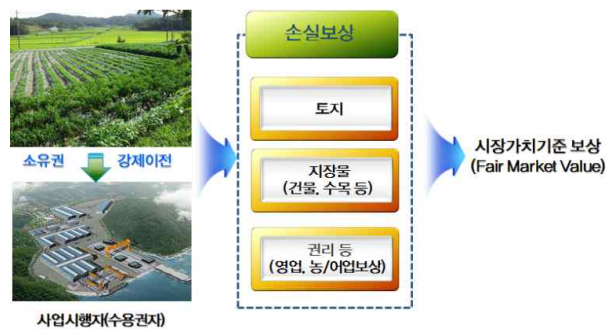 소유권 강제이전
사업시행자(수용권자)
손실보상
토지
지장물
(건물, 수목 등)
권리 등
(영업, 농/어업보상)
시장가치기준 보상
(Fair Market Value)